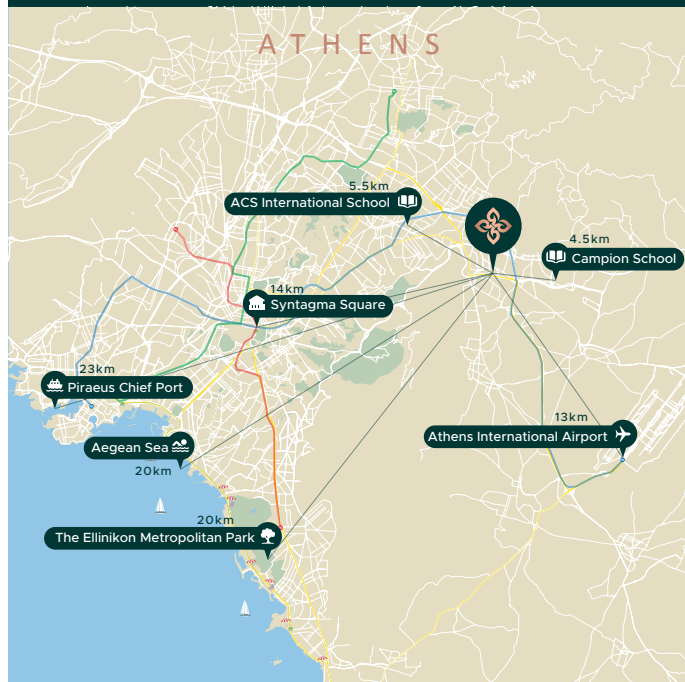 ATHENS
5.5km
ACS International School
4.5km
Campion School
14km
Syntagma Square
23km
Piraeus Chief Port
13km
Athens International Airport
Aegean Sea
20km
20km
The Ellinikon Metropolitan Park